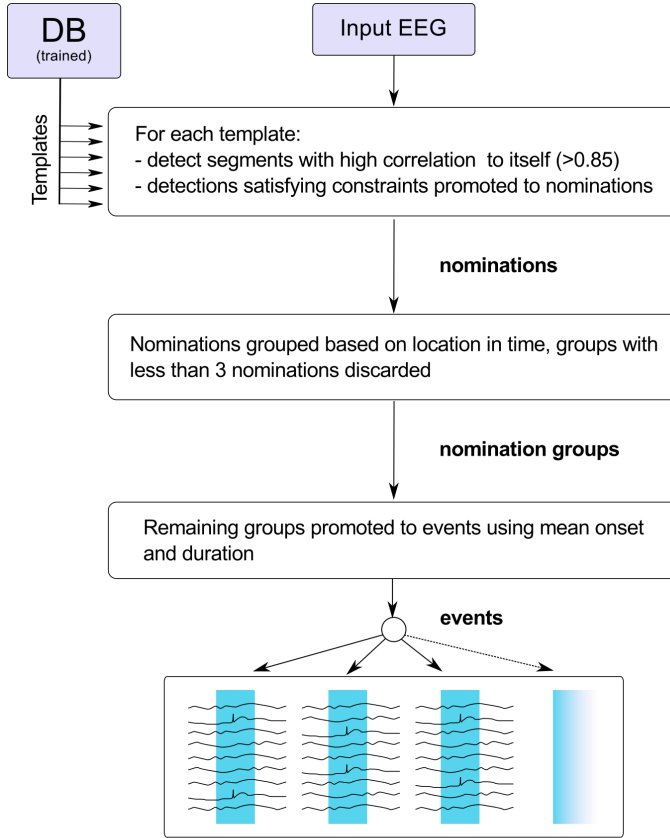 DB
(trained)
Input EEG
Templates
For each template:
- detect segments with high correlation to itself (>0.85)
- detections satisfying constraints promoted to nominations
nominations
Nominations grouped based on location in time, groups with
less than 3 nominations discarded
nomination groups
Remaining groups promoted to events using mean onset
and duration
events